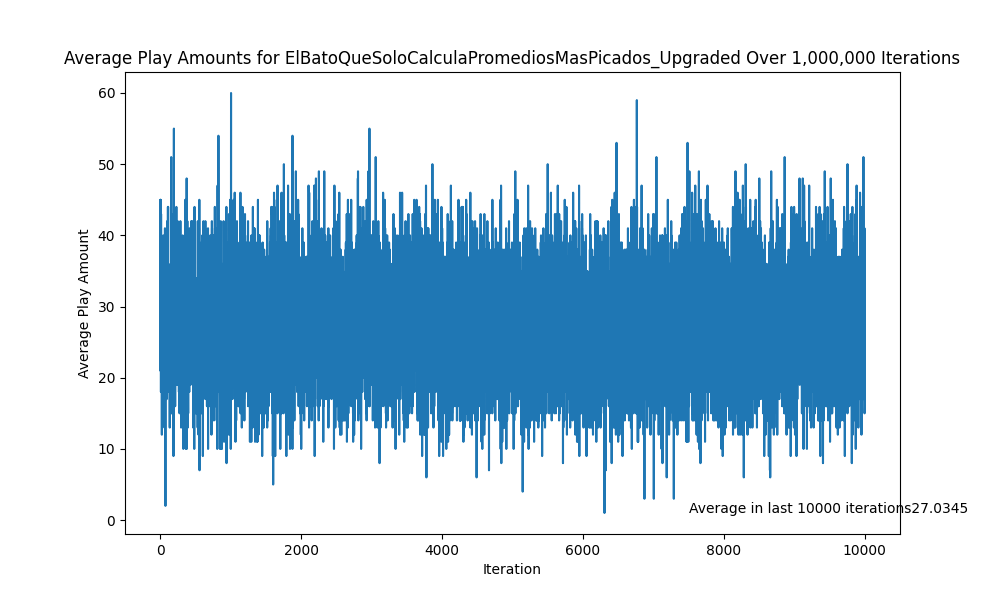 Average Play Amounts for ElBatoQueSoloCalculaPromediosMasPicados_Upgraded Over 1,000,000 Iterations
60
50
40
30
20
10
0
Average Play Amount
Average in last 10000 iterations27.0345
0 2000 4000 6000 8000 10000
Iteration